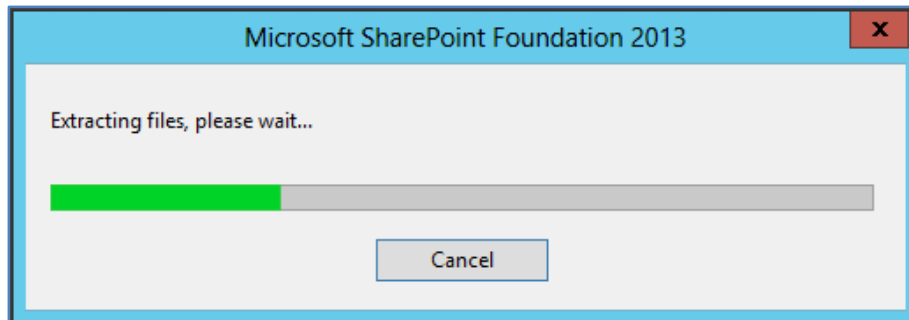 Microsoft SharePoint Foundation 2013
x
Extracting files, please wait...
Cancel